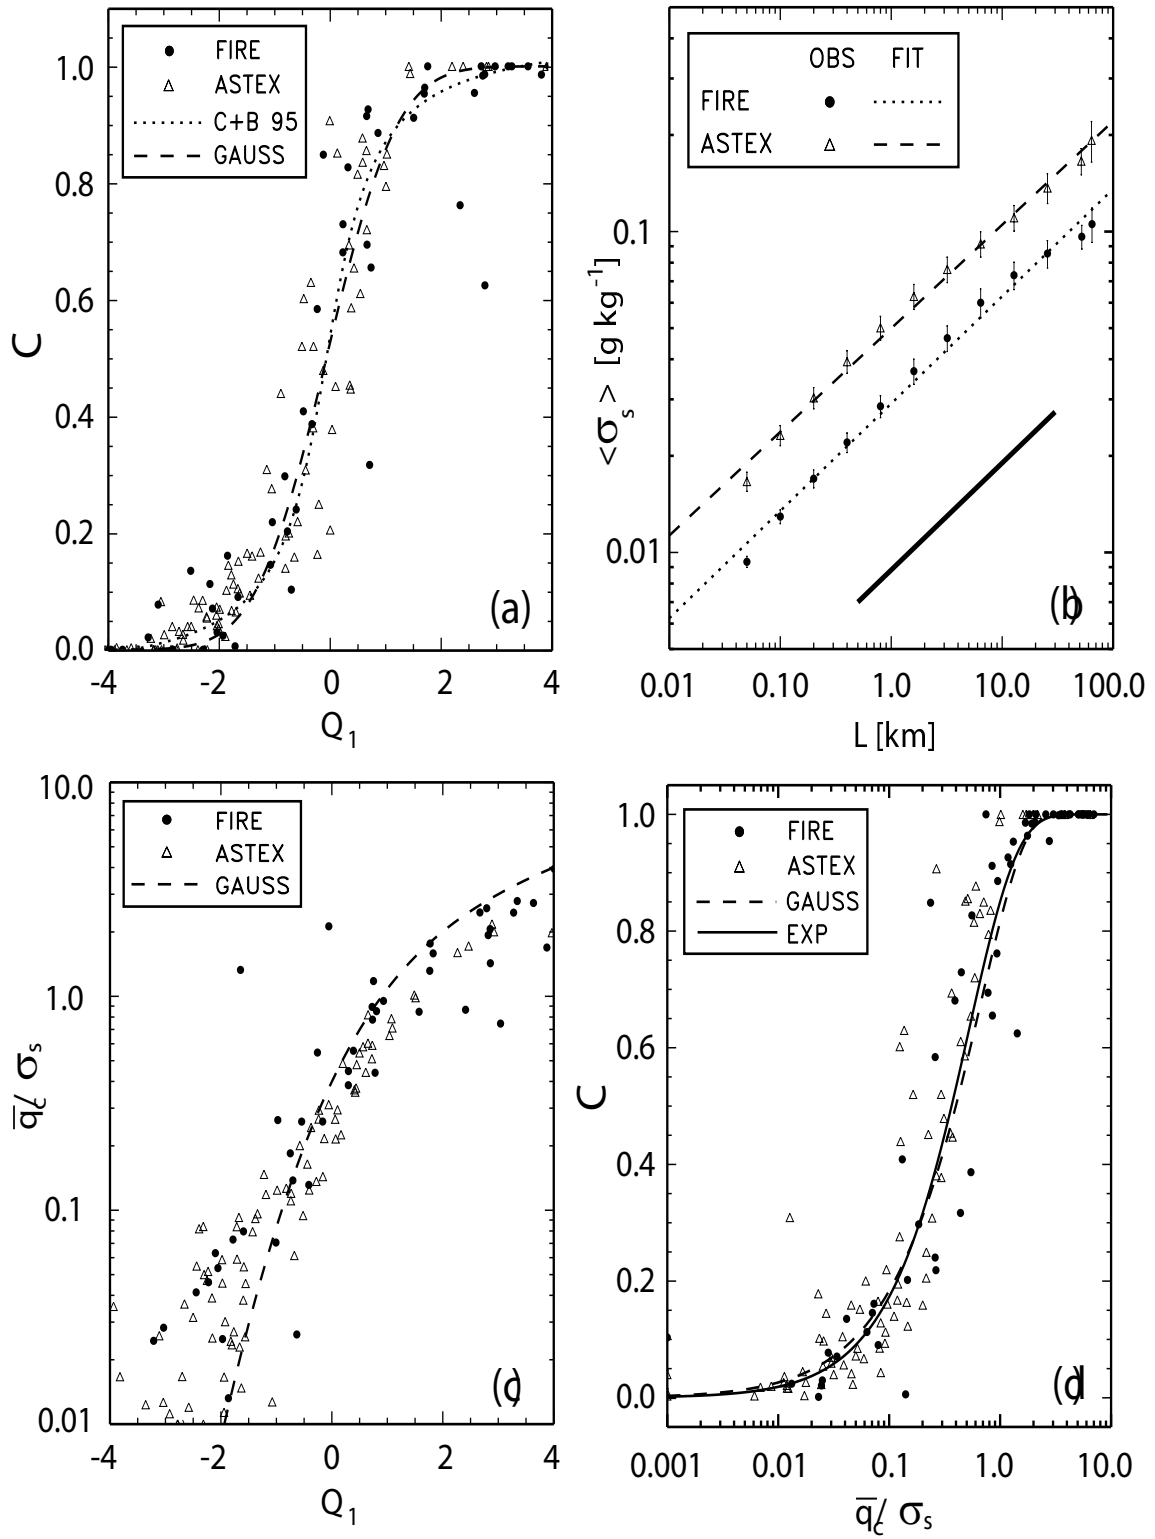 FIRE
ASTEX
C+B 95
GAUSS
1.0
0.8
0.6
0.4
0.2
0.0
C
(a)
-4 -2 0 2 4
Q1
OBS FIT
FIRE
ASTEX
0.1
0.01
<σs> [g kg-1]
(b)
0.01 0.10 1.0 10.0 100.0
L [km]
FIRE
ASTEX
GAUSS
10.0
1.0
0.1
0.01
q̅c/ σs
(c)
-4 -2 0 2 4
Q1
FIRE
ASTEX
GAUSS
EXP
1.0
0.8
0.6
0.4
0.2
0.0
C
(d)
0.001 0.01 0.1 1.0 10.0
q̅c/ σs